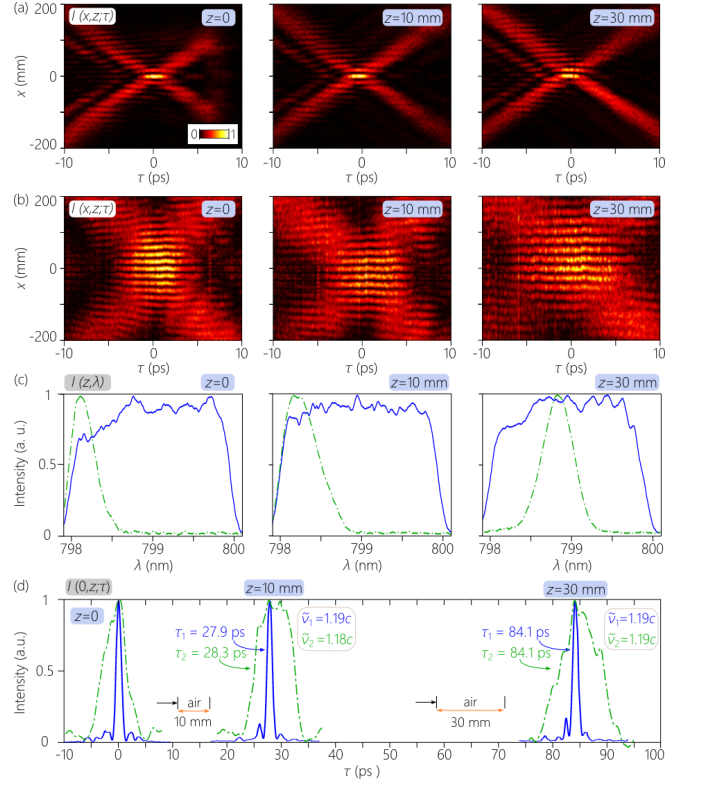 (a)
I (x,z;τ)
z=0
z=10 mm
z=30 mm
200
0
-200
x (mm)
0 1
-10 0 10
-10 0 10
-10 0 10
τ (ps)
τ (ps)
τ (ps)
(b)
I (x,z;τ)
z=0
z=10 mm
z=30 mm
200
100
0
-100
-200
x (mm)
-10 0 10
-10 0 10
-10 0 10
τ (ps)
τ (ps)
τ (ps)
(c)
I (z,λ)
z=0
z=10 mm
z=30 mm
1
0.5
0
Intensity (a. u.)
798 799 800
798 799 800
798 799 800
λ (nm)
λ (nm)
λ (nm)
(d)
I (0,z;τ)
z=0
z=10 mm
z=30 mm
1
0.5
0
Intensity (a.u.)
τ1 = 27.9 ps
τ2 = 28.3 ps
ṽ1=1.19c
ṽ2=1.18c
τ1 = 84.1 ps
τ2 = 84.1 ps
ṽ1=1.19c
ṽ2=1.19c
air
10 mm
air
30 mm
-10 0 10 20 30 40 50 60 70 80 90 100
τ (ps )